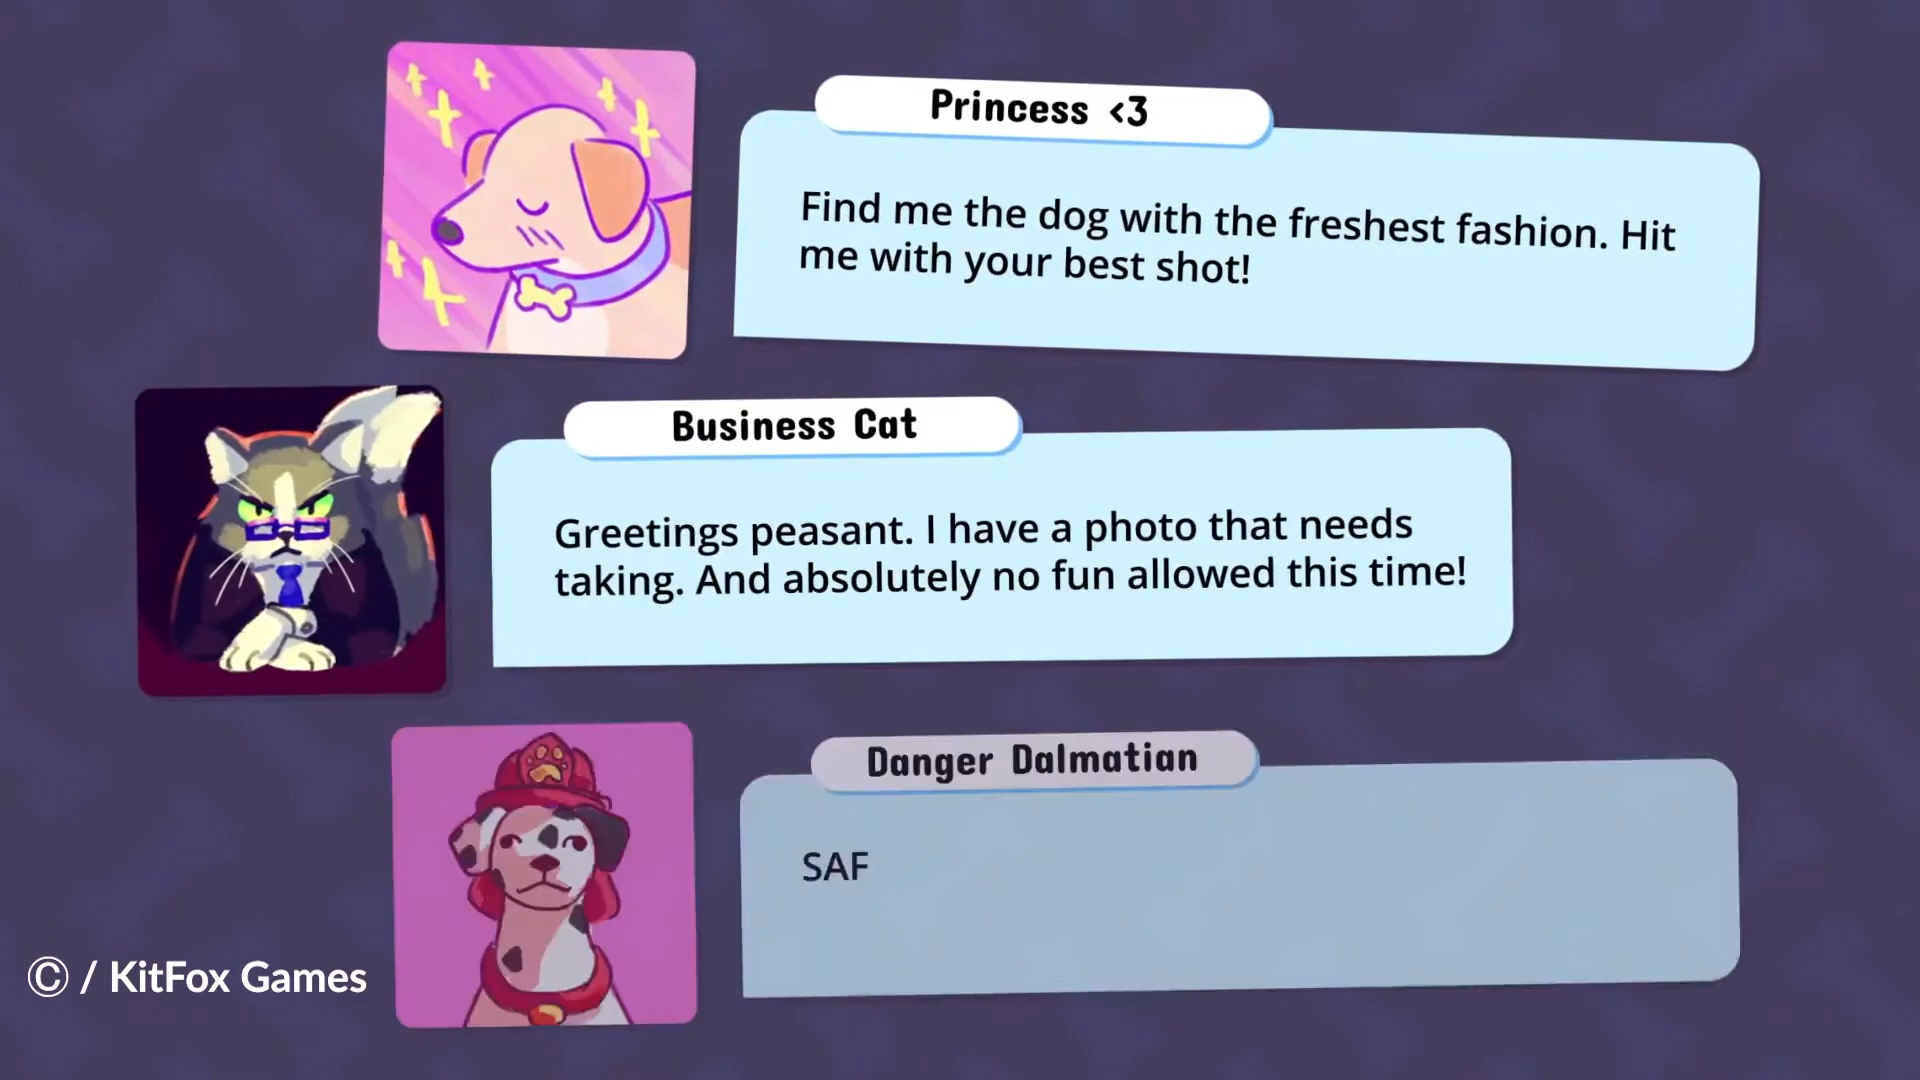 Princess <3
Find me the dog with the freshest fashion. Hit
me with your best shot!
Business Cat
Greetings peasant. I have a photo that needs
taking. And absolutely no fun allowed this time!
Danger Dalmatian
SAF
© / KitFox Games